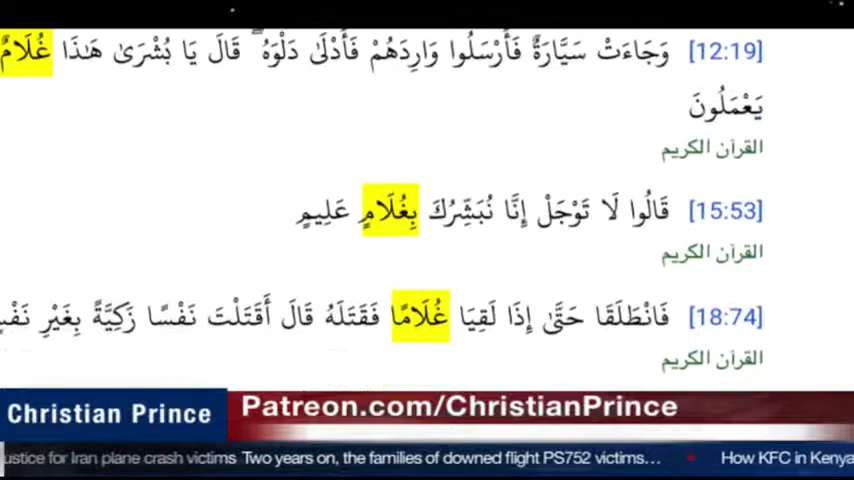 [12:19] وَجَاءَتْ سَيَّارَةٌ فَأَرْسَلُوا وَارِدَهُمْ فَأَدْلَىٰ دَلْوَهُ ۖ قَالَ يَا بُشْرَىٰ هَٰذَا غُلَامٌ
يَعْمَلُونَ
القرآن الكريم
[15:53] قَالُوا لَا تَوْجَلْ إِنَّا نُبَشِّرُكَ بِغُلَامٍ عَلِيمٍ
القرآن الكريم
[18:74] فَانْطَلَقَا حَتَّىٰ إِذَا لَقِيَا غُلَامًا فَقَتَلَهُ قَالَ أَقَتَلْتَ نَفْسًا زَكِيَّةً بِغَيْرِ
القرآن الكريم
Christian Prince
Patreon.com/ChristianPrince
ustice for Iran plane crash victims Two years on, the families of downed flight PS752 victims... • How KFC in Kenya